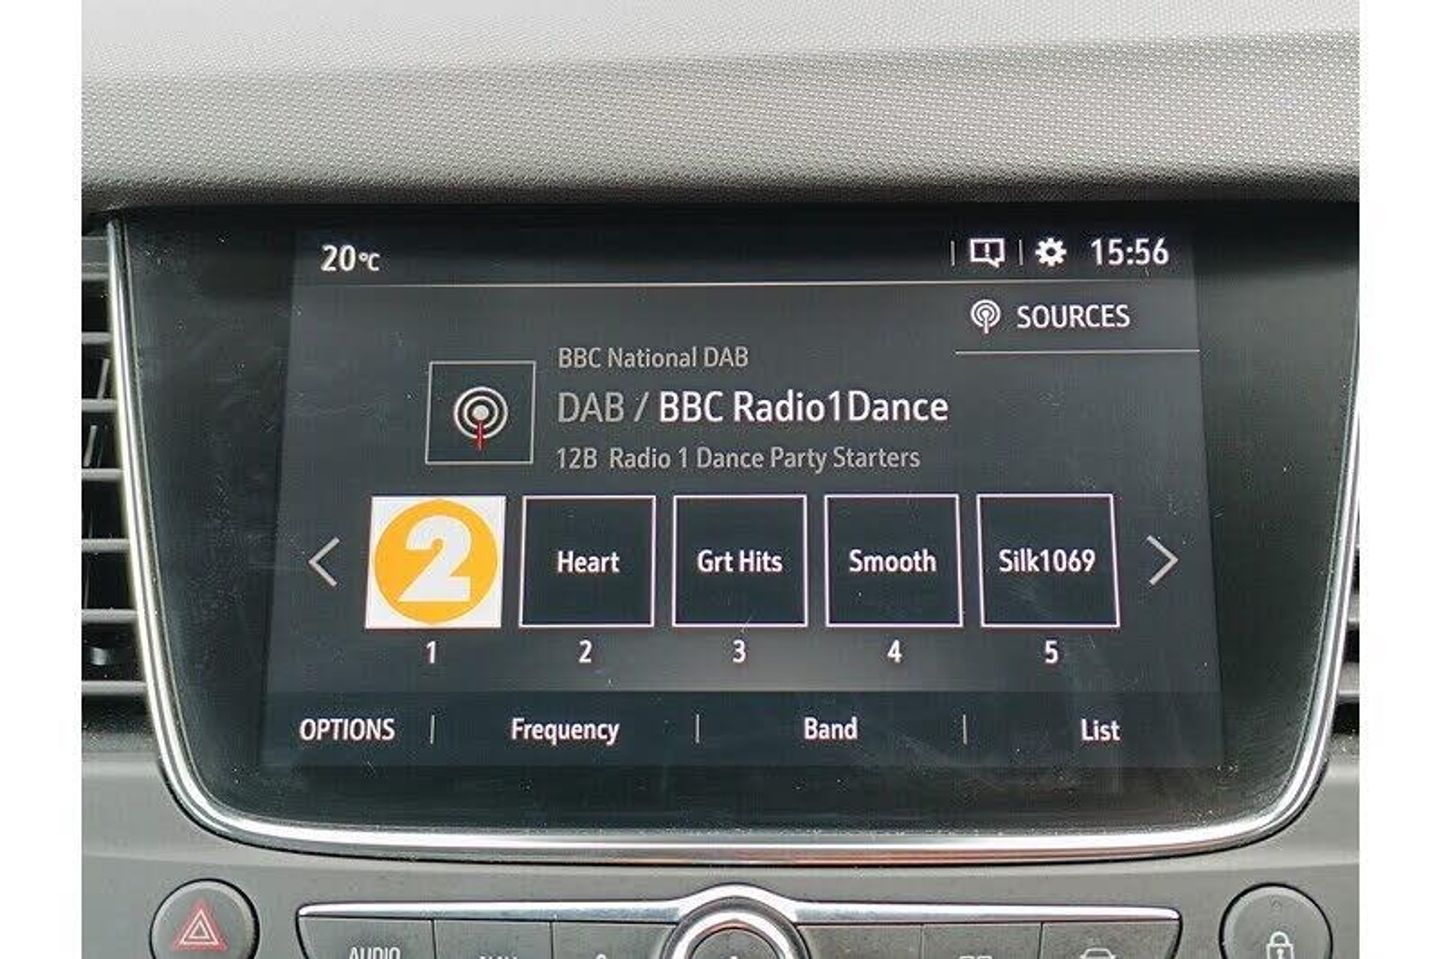 20°C
15:56
SOURCES
BBC National DAB
DAB / BBC Radio1Dance
12B Radio 1 Dance Party Starters
2
Heart
Grt Hits
Smooth
Silk1069
1
2
3
4
5
OPTIONS
Frequency
Band
List
AUDIO